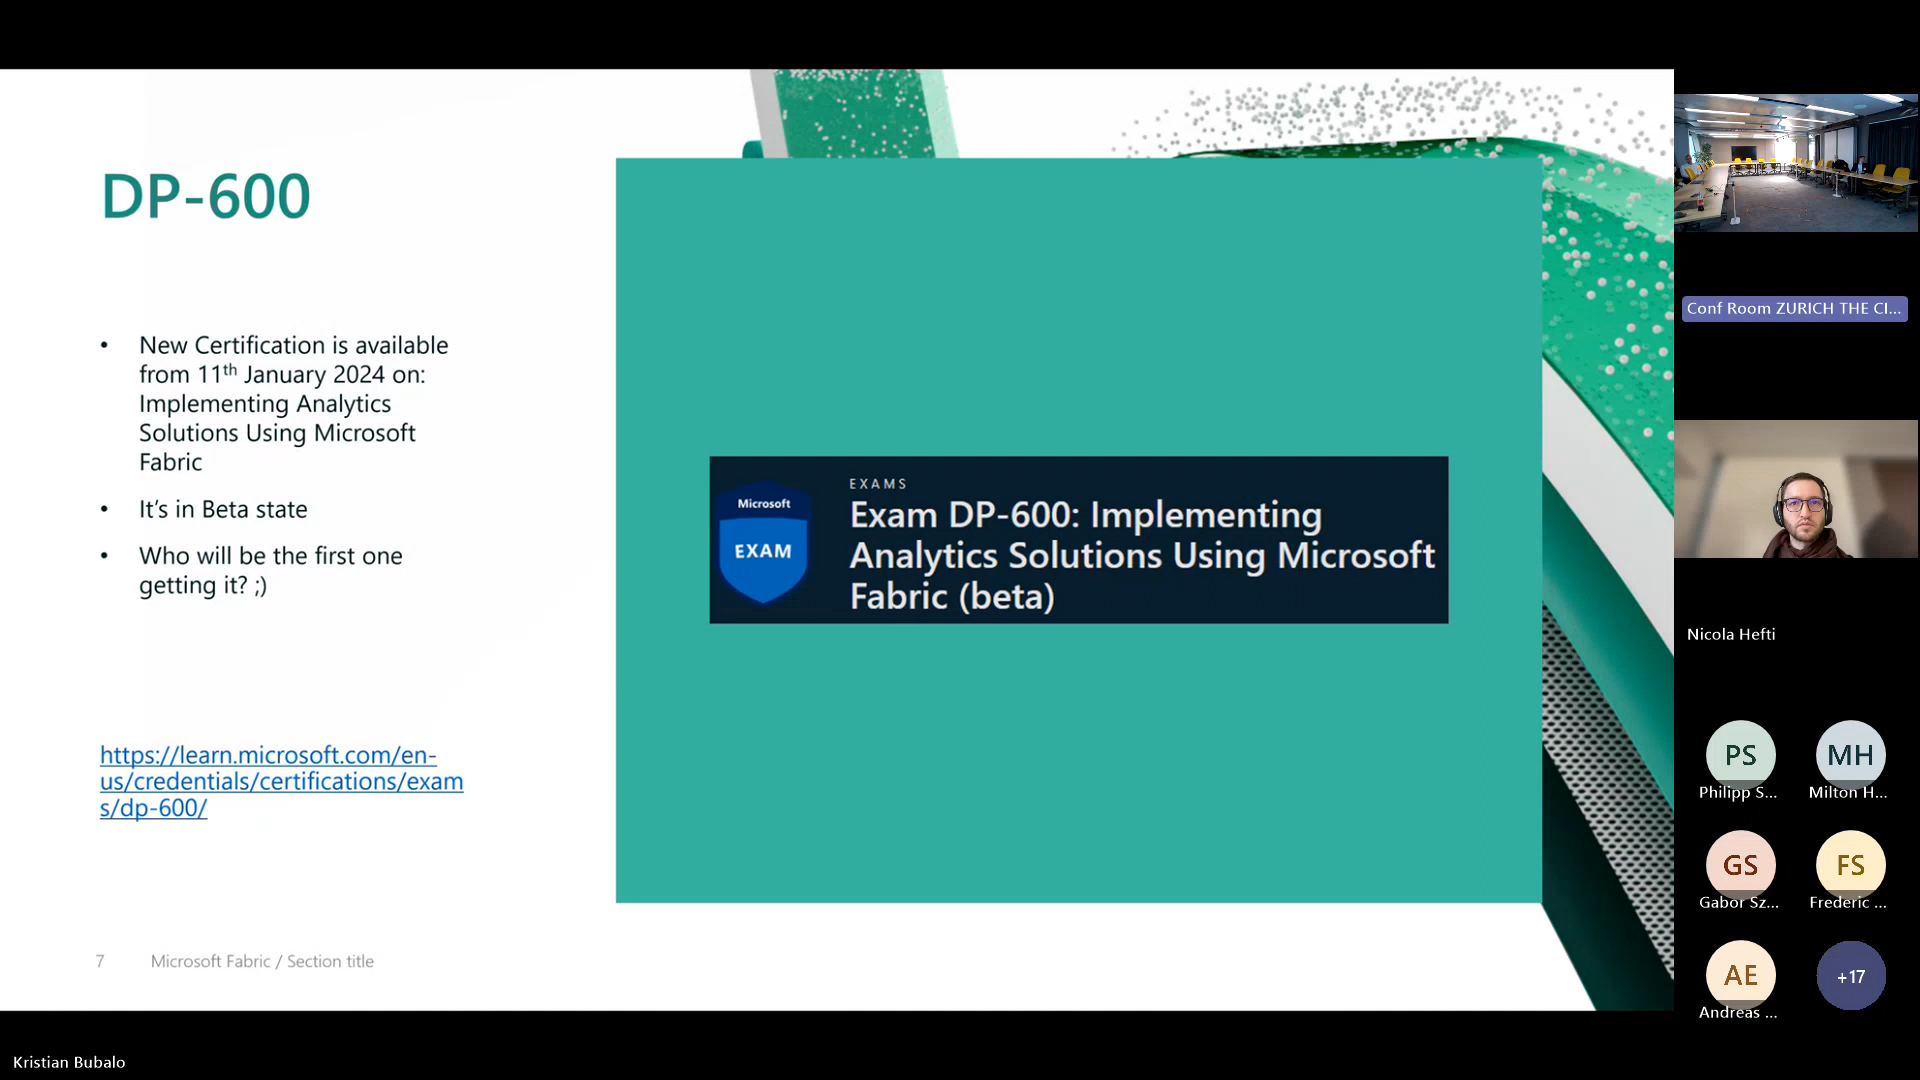 DP-600
• New Certification is available
from 11th January 2024 on:
Implementing Analytics
Solutions Using Microsoft
Fabric
• It’s in Beta state
• Who will be the first one
getting it? ;)
https://learn.microsoft.com/en-
us/credentials/certifications/exam
s/dp-600/
7 Microsoft Fabric / Section title
Microsoft
EXAM
EXAMS
Exam DP-600: Implementing
Analytics Solutions Using Microsoft
Fabric (beta)
Conf Room ZURICH THE CI...
Nicola Hefti
PS
Philipp S...
MH
Milton H...
GS
Gabor Sz...
FS
Frederic ...
AE
Andreas ...
+17
Kristian Bubalo